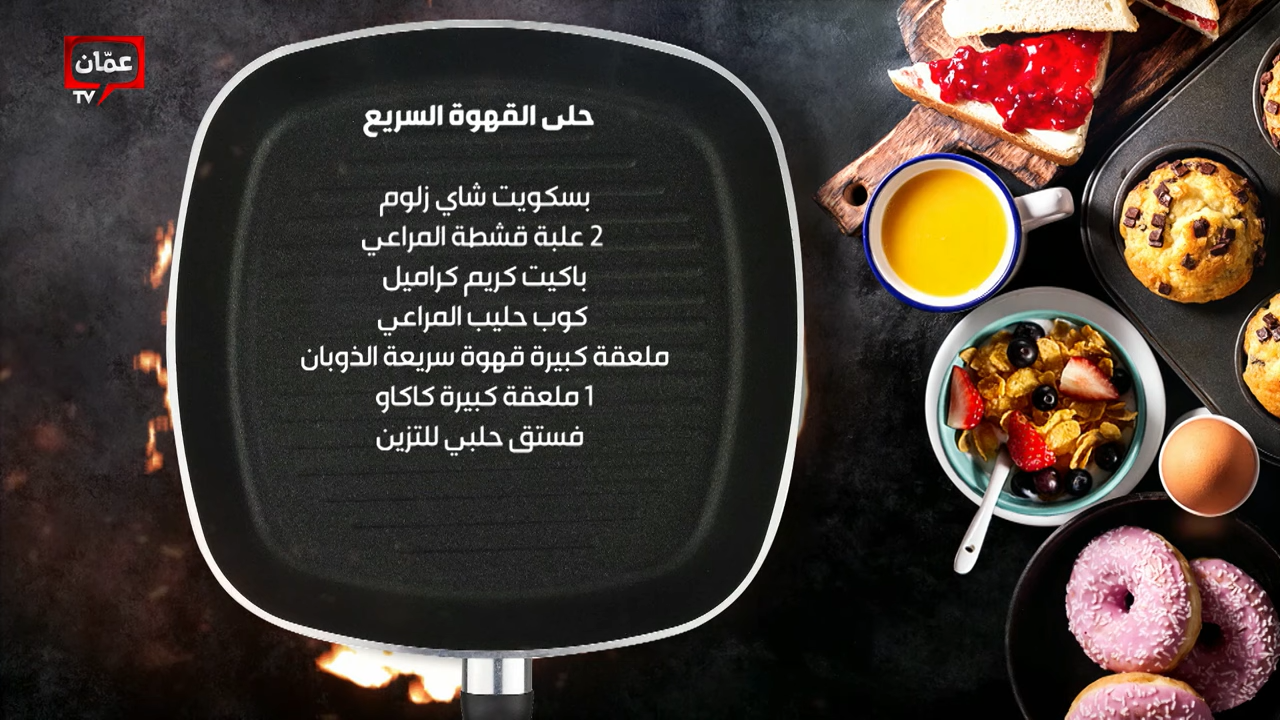 عمّان
TV
حلى القهوة السريع
بسكويت شاي زلوم
2 علبة قشطة المراعي
باكيت كريم كراميل
كوب حليب المراعي
ملعقة كبيرة قهوة سريعة الذوبان
1 ملعقة كبيرة كاكاو
فستق حلبي للتزين